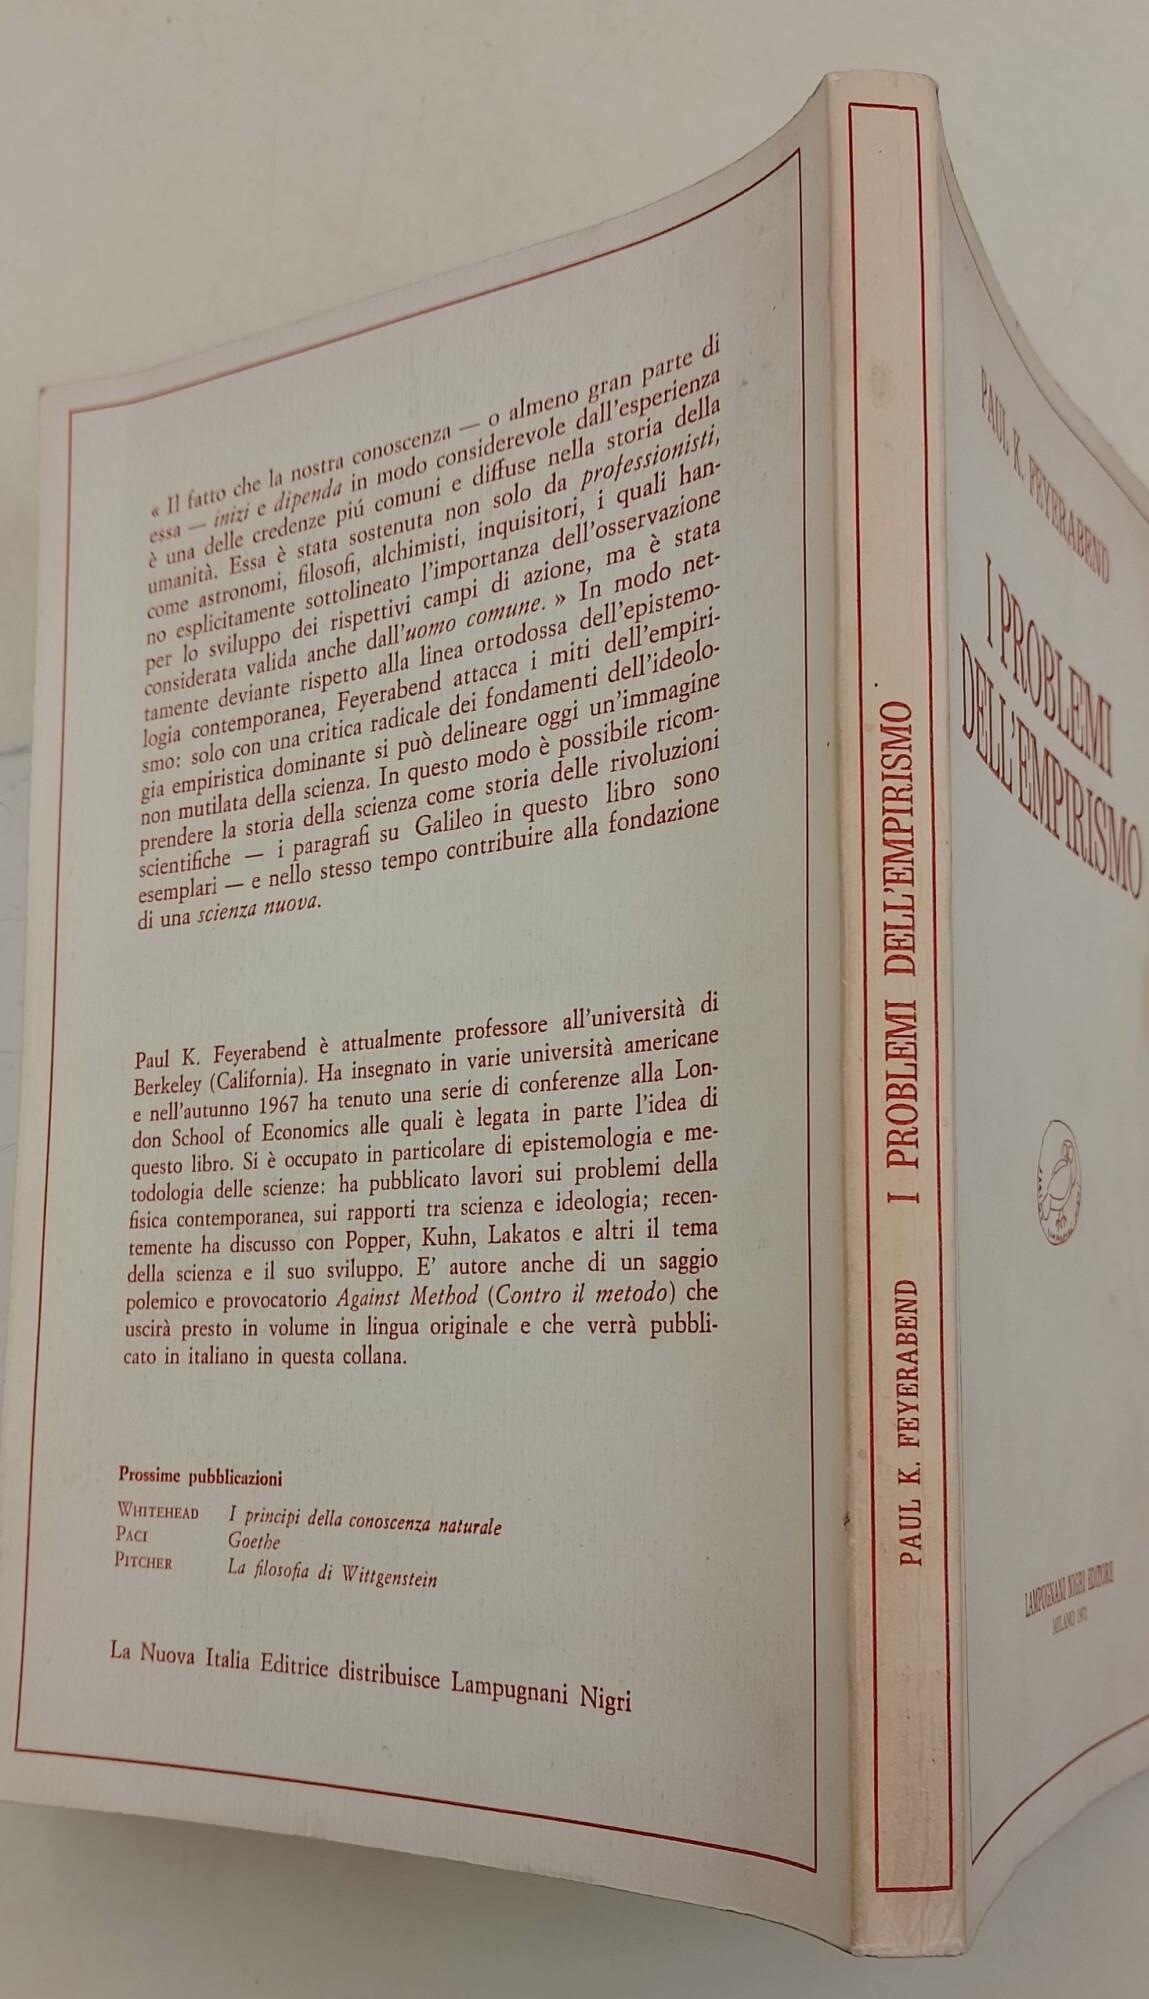 « Il fatto che la nostra conoscenza — o almeno gran parte di
essa — inizi e dipenda in modo considerevole dall'esperienza
è una delle credenze piú comuni e diffuse nella storia della
umanità. Essa è stata sostenuta non solo da professionisti,
come astronomi, filosofi, alchimisti, inquisitori, i quali han-
no esplicitamente sottolineato l'importanza dell'osservazione
per lo sviluppo dei rispettivi campi di azione, ma è stata
considerata valida anche dall'uomo comune. » In modo net-
tamente deviante rispetto alla linea ortodossa dell'epistemo-
logia contemporanea, Feyerabend attacca i miti dell'empiri-
smo: solo con una critica radicale dei fondamenti dell'ideolo-
gia empiristica dominante si può delineare oggi un'immagine
non mutilata della scienza. In questo modo è possibile ricom-
prendere la storia della scienza come storia delle rivoluzioni
scientifiche — i paragrafi su Galileo in questo libro sono
esemplari — e nello stesso tempo contribuire alla fondazione
di una scienza nuova.
Paul K. Feyerabend è attualmente professore all'università di
Berkeley (California). Ha insegnato in varie università americane
e nell'autunno 1967 ha tenuto una serie di conferenze alla Lon-
don School of Economics alle quali è legata in parte l'idea di
questo libro. Si è occupato in particolare di epistemologia e me-
todologia delle scienze: ha pubblicato lavori sui problemi della
fisica contemporanea, sui rapporti tra scienza e ideologia; recen-
temente ha discusso con Popper, Kuhn, Lakatos e altri il tema
della scienza e il suo sviluppo. E' autore anche di un saggio
polemico e provocatorio Against Method (Contro il metodo) che
uscirà presto in volume in lingua originale e che verrà pubbli-
cato in italiano in questa collana.
Prossime pubblicazioni
WHITEHEAD I principi della conoscenza naturale
PACI Goethe
PITCHER La filosofia di Wittgenstein
La Nuova Italia Editrice distribuisce Lampugnani Nigri
PAUL K. FEYERABEND I PROBLEMI DELL'EMPIRISMO
PAUL K. FEYERABEND
I PROBLEMI
DELL'EMPIRISMO
LAMPUGNANI NIGRI EDITORE
MILANO 1971